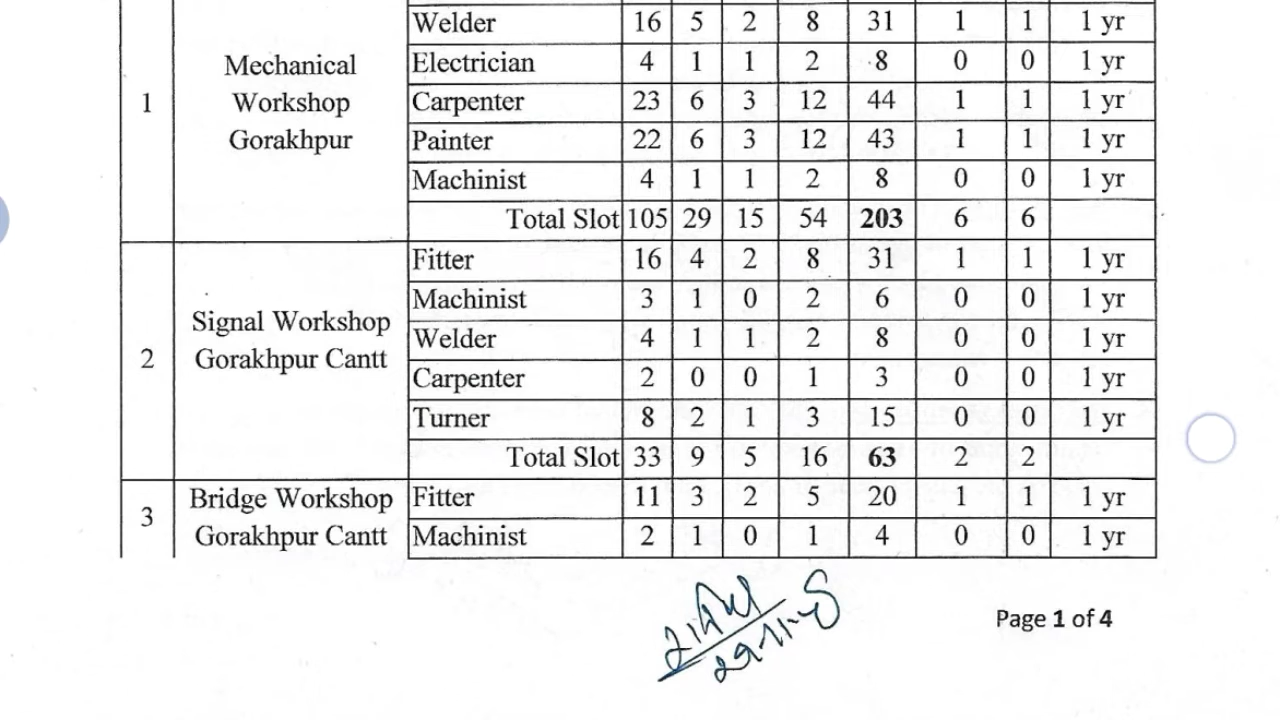 Welder 16 5 2 8 31 1 1 1 yr
1 Mechanical Workshop Gorakhpur Electrician 4 1 1 2 8 0 0 1 yr
Carpenter 23 6 3 12 44 1 1 1 yr
Painter 22 6 3 12 43 1 1 1 yr
Machinist 4 1 1 2 8 0 0 1 yr
Total Slot 105 29 15 54 203 6 6
2 Signal Workshop Gorakhpur Cantt Fitter 16 4 2 8 31 1 1 1 yr
Machinist 3 1 0 2 6 0 0 1 yr
Welder 4 1 1 2 8 0 0 1 yr
Carpenter 2 0 0 1 3 0 0 1 yr
Turner 8 2 1 3 15 0 0 1 yr
Total Slot 33 9 5 16 63 2 2
3 Bridge Workshop Gorakhpur Cantt Fitter 11 3 2 5 20 1 1 1 yr
Machinist 2 1 0 1 4 0 0 1 yr
Page 1 of 4